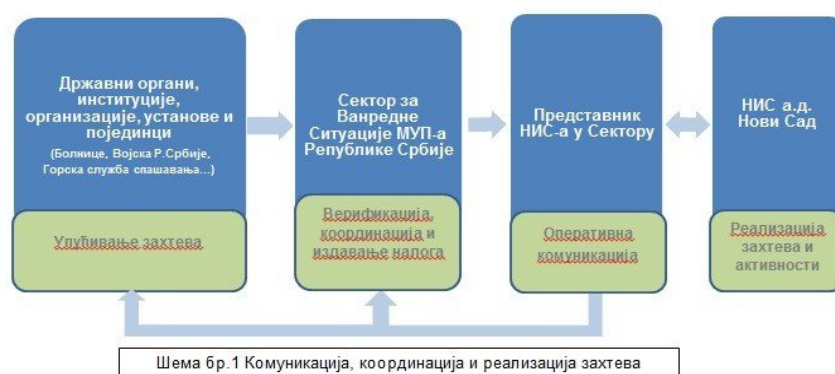 Државни органи,
институције,
организације, установе и
појединци
(Болнице, Војска Р.Србије,
Горска служба спашавања...)
Упућивање захтева
Сектор за
Ванредне
Ситуације МУП-а
Републике Србије
Верификација,
координација и
издавање налога
Представник
НИС-а у Сектору
Оперативна
комуникација
НИС а.д.
Нови Сад
Реализација
захтева и
активности
Шема бр.1 Комуникација, координација и реализација захтева